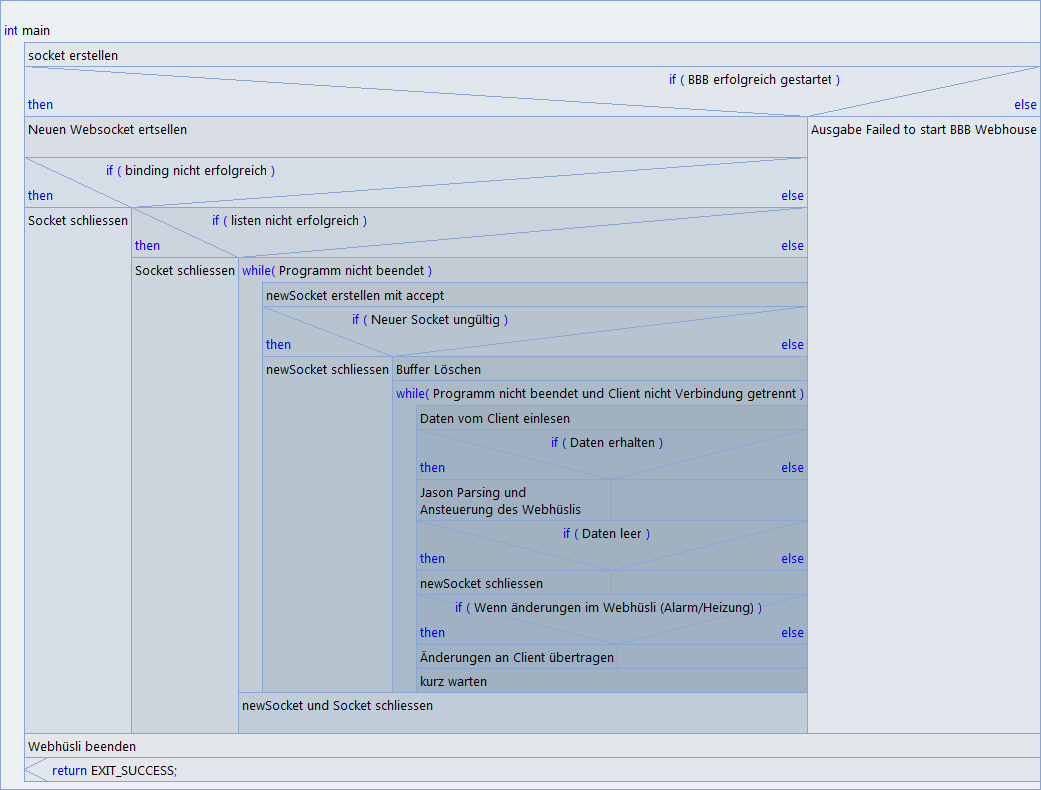 int main
socket erstellen
if ( BBB erfolgreich gestartet )
then
else
Neuen Websocket ertsellen
Ausgabe Failed to start BBB Webhouse
if ( binding nicht erfolgreich )
then
else
Socket schliessen
if ( listen nicht erfolgreich )
then
else
Socket schliessen
while( Programm nicht beendet )
newSocket erstellen mit accept
if ( Neuer Socket ungültig )
then
else
newSocket schliessen
Buffer Löschen
while( Programm nicht beendet und Client nicht Verbindung getrennt )
Daten vom Client einlesen
if ( Daten erhalten )
then
else
Jason Parsing und
Ansteuerung des Webhüslis
if ( Daten leer )
then
else
newSocket schliessen
if ( Wenn änderungen im Webhüsli (Alarm/Heizung) )
then
else
Änderungen an Client übertragen
kurz warten
newSocket und Socket schliessen
Webhüsli beenden
return EXIT_SUCCESS;